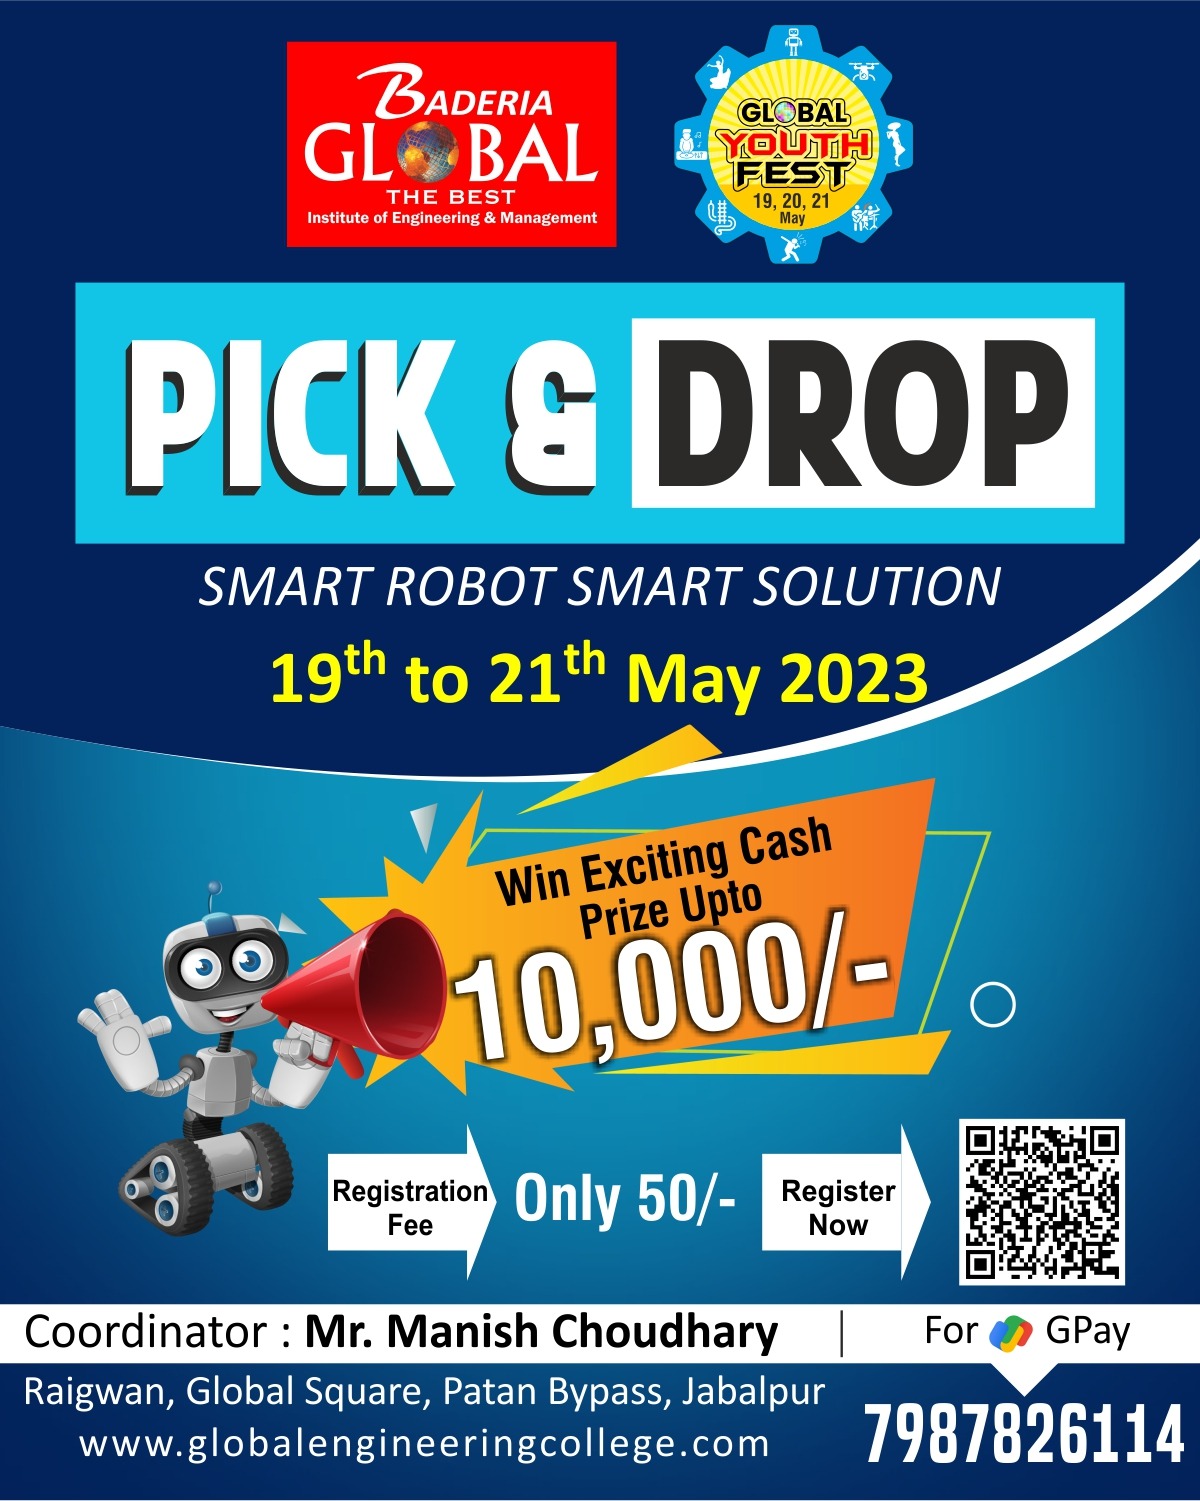 BADERIA
GLOBAL
THE BEST
Institute of Engineering & Management
GLOBAL
YOUTH
FEST
19, 20, 21
May
PICK & DROP
SMART ROBOT SMART SOLUTION
19th to 21th May 2023
Win Exciting Cash
Prize Upto
10,000/-
Registration
Fee
Only 50/-
Register
Now
Coordinator : Mr. Manish Choudhary
For GPay
Raigwan, Global Square, Patan Bypass, Jabalpur
www.globalengineeringcollege.com
7987826114